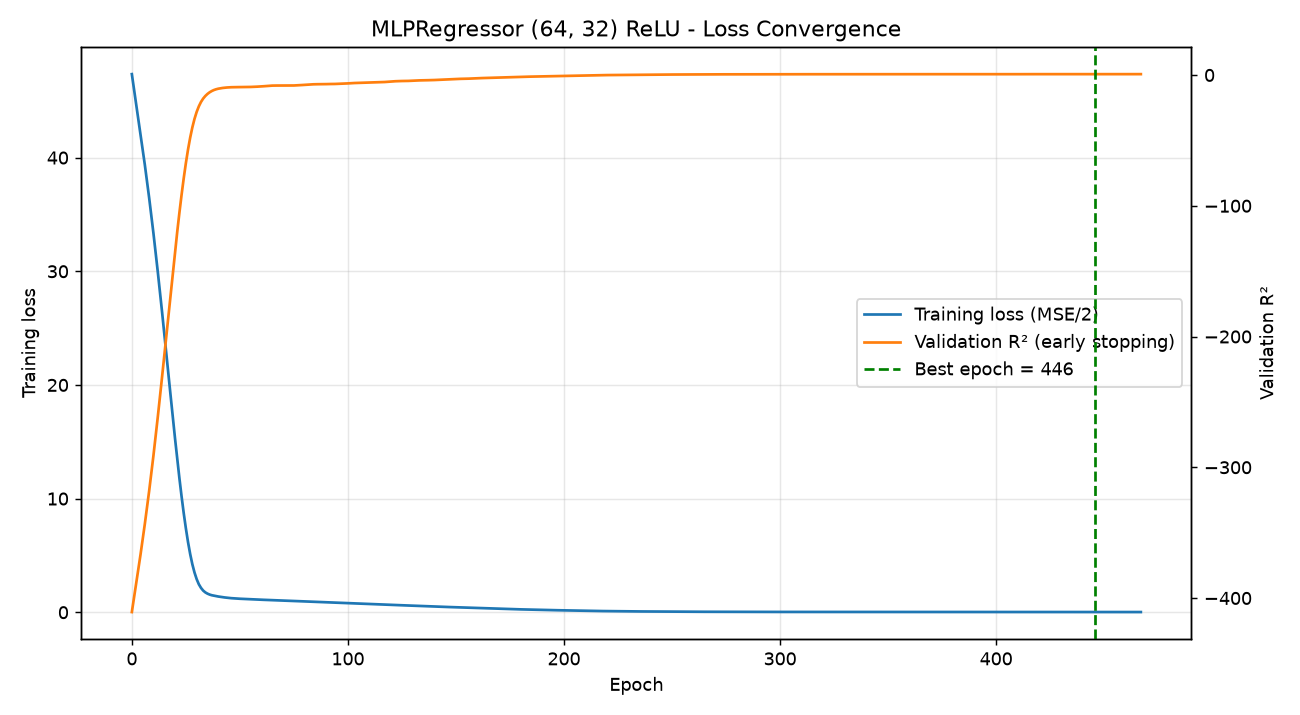 MLPRegressor (64, 32) ReLU - Loss Convergence
Training loss
40
30
20
10
0
0
−100
−200
−300
−400
Validation R²
Training loss (MSE/2)
Validation R² (early stopping)
Best epoch = 446
0 100 200 300 400
Epoch